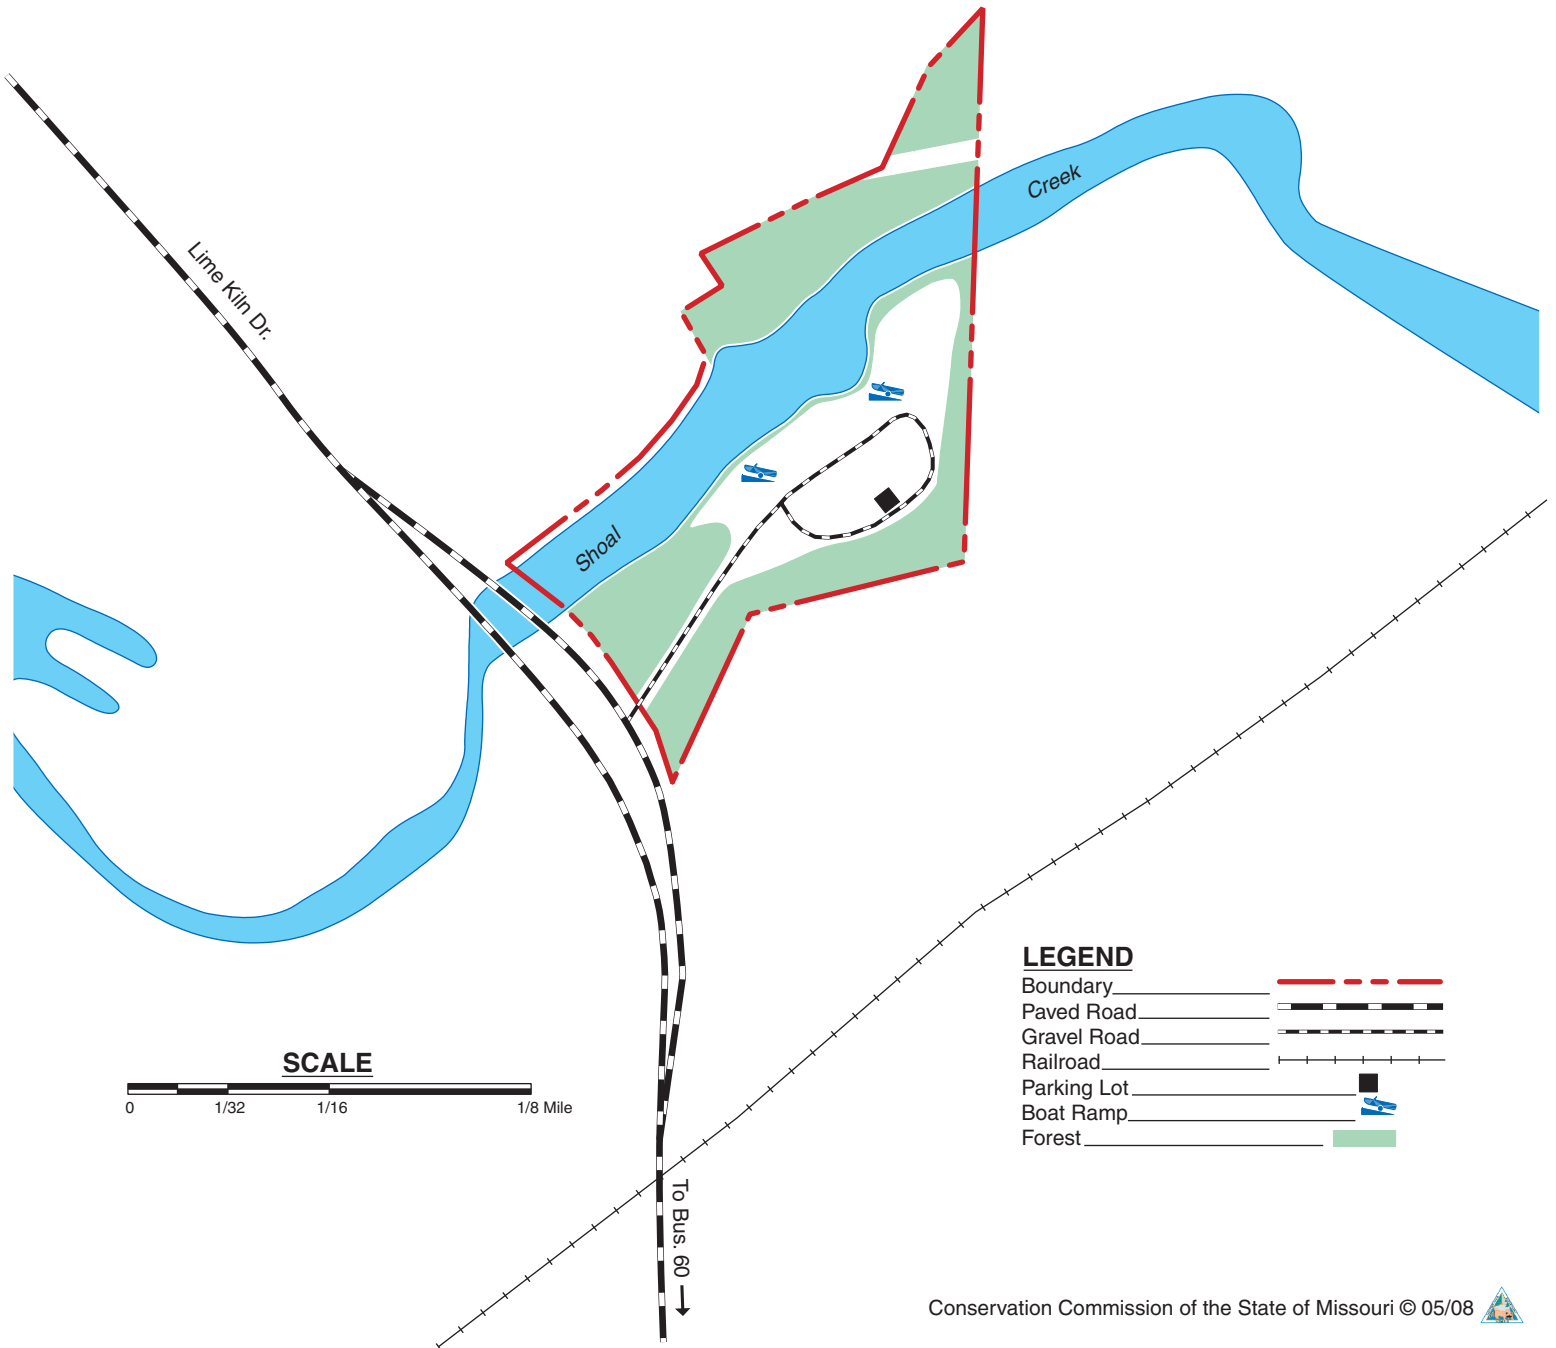 Creek
Lime Kiln Dr.
Shoal
LEGEND
Boundary
Paved Road
Gravel Road
Railroad
Parking Lot
Boat Ramp
Forest
SCALE
0 1/32 1/16 1/8 Mile
To Bus. 60
Conservation Commission of the State of Missouri © 05/08